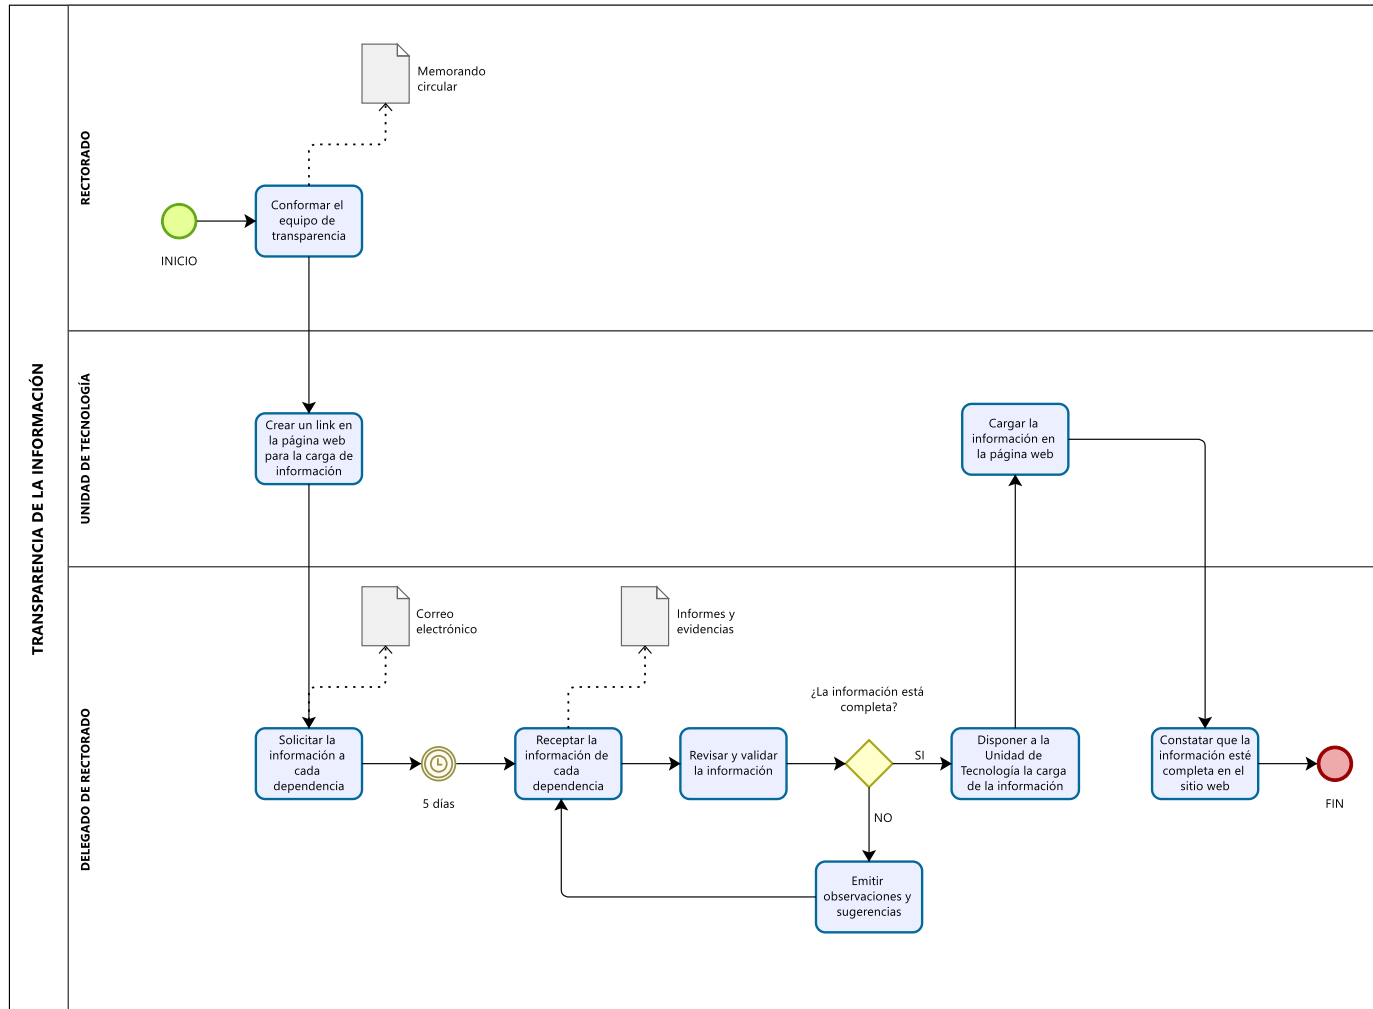 TRANSPARENCIA DE LA INFORMACIÓN
RECTORADO
Memorando
circular
Conformar el
equipo de
transparencia
INICIO
UNIDAD DE TECNOLOGÍA
Crear un link en
la página web
para la carga de
información
Cargar la
información en
la página web
DELEGADO DE RECTORADO
Correo
electrónico
Informes y
evidencias
¿La información está
completa?
Solicitar la
información a
cada
dependencia
5 días
Receptar la
información de
cada
dependencia
Revisar y validar
la información
SI
Disponer a la
Unidad de
Tecnología la carga
de la información
Constatar que la
información esté
completa en el
sitio web
FIN
NO
Emitir
observaciones y
sugerencias